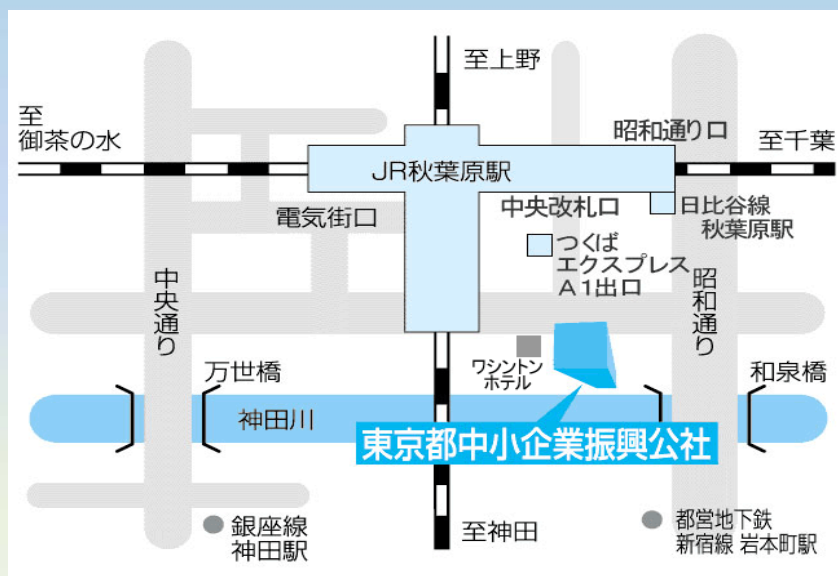 至上野
至
御茶の水
昭和通り口
至千葉
JR秋葉原駅
電気街口
中央改札口
日比谷線
秋葉原駅
つくば
エクスプレス
A1出口
中央通り
昭和通り
ワシントン
ホテル
万世橋
和泉橋
神田川
東京都中小企業振興公社
銀座線
神田駅
至神田
都営地下鉄
新宿線 岩本町駅